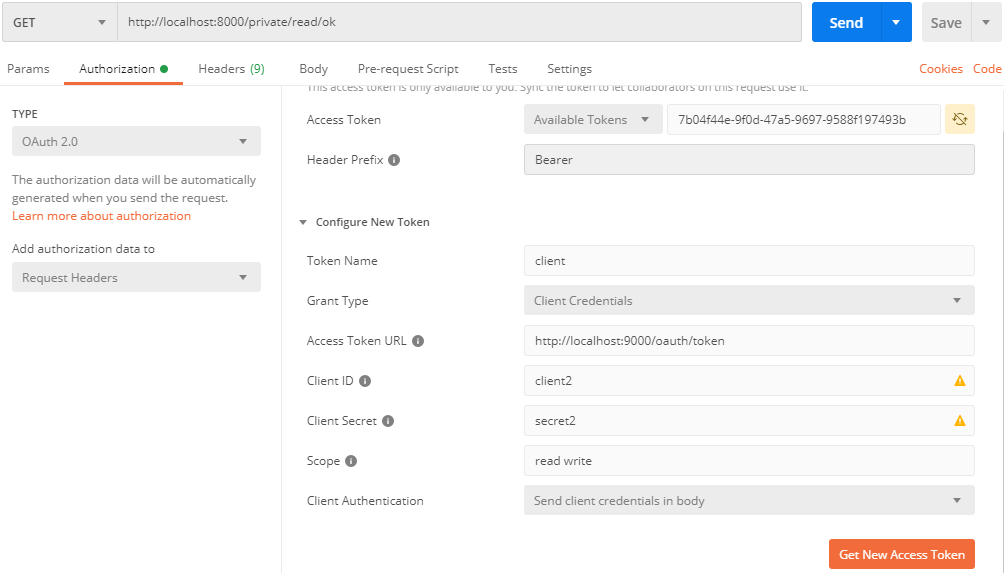 GET http://localhost:8000/private/read/ok Send Save
Params Authorization Headers (9) Body Pre-request Script Tests Settings Cookies Code
TYPE
OAuth 2.0
The authorization data will be automatically
generated when you send the request.
Learn more about authorization
Add authorization data to
Request Headers
This access token is only available to you. Sync the token to let collaborators on this request use it.
Access Token Available Tokens 7b04f44e-9f0d-47a5-9697-9588f197493b
Header Prefix Bearer
Configure New Token
Token Name client
Grant Type Client Credentials
Access Token URL http://localhost:9000/oauth/token
Client ID client2
Client Secret secret2
Scope read write
Client Authentication Send client credentials in body
Get New Access Token